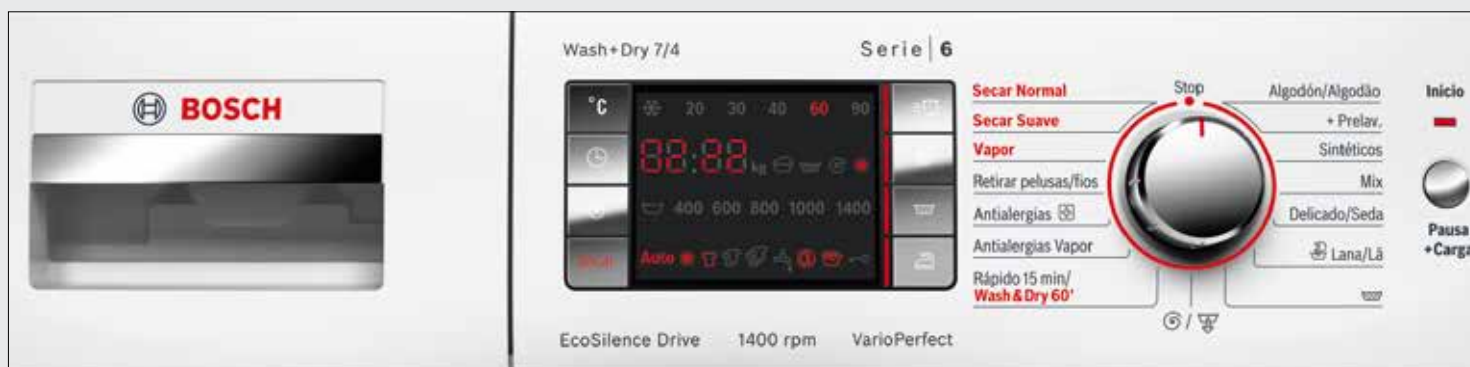 BOSCH
Wash+Dry 7/4
Serie | 6
°C
20 30 40 60 90
88:88 kg
400 600 800 1000 1400
Auto
EcoSilence Drive 1400 rpm VarioPerfect
Secar Normal
Secar Suave
Vapor
Retirar pelusas/fios
Antialergias
Antialergias Vapor
Rápido 15 min/
Wash&Dry 60'
Stop
Algodón/Algodão
+ Prelav.
Sintéticos
Mix
Delicado/Seda
Lana/Lã
Inicio
Pausa
+Carga